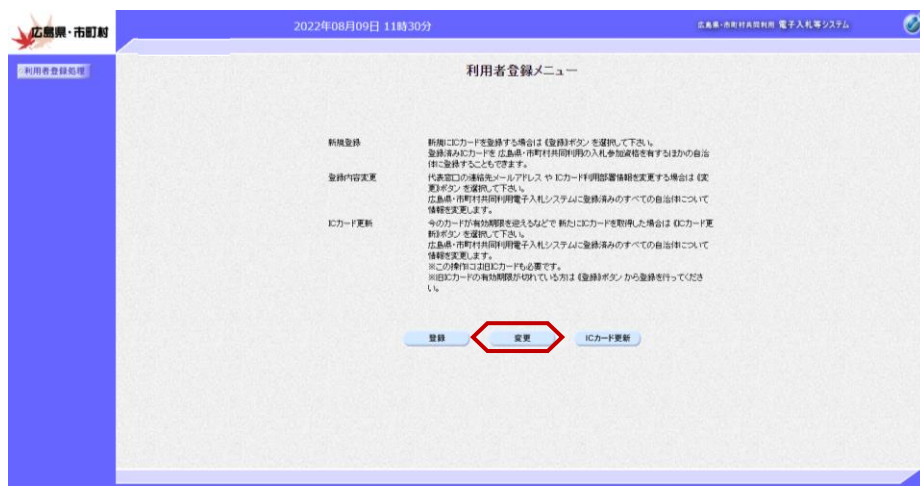 広島県・市町村
2022年08月09日 11時30分
広島県・市町村共同利用 電子入札等システム
利用者登録処理
利用者登録メニュー
新規登録
新規にICカードを登録する場合は《登録》ボタン を選択して下さい。
登録済みICカードを 広島県・市町村共同利用の入札参加資格を有するほかの自治
体に登録することもできます。
登録内容変更
代表窓口の連絡先メールアドレス や ICカード利用部署情報を変更する場合は《変
更》ボタン を選択して下さい。
広島県・市町村共同利用電子入札システムに登録済みのすべての自治体について
情報を変更します。
ICカード更新
今のカードが有効期限を迎えるなどで 新たにICカードを取得した場合は《ICカード更
新》ボタン を選択して下さい。
広島県・市町村共同利用電子入札システムに登録済みのすべての自治体について
情報を変更します。
※この操作には旧ICカードも必要です。
※旧ICカードの有効期限が切れている方は《登録》ボタン から登録を行ってくださ
い。
登録
変更
ICカード更新